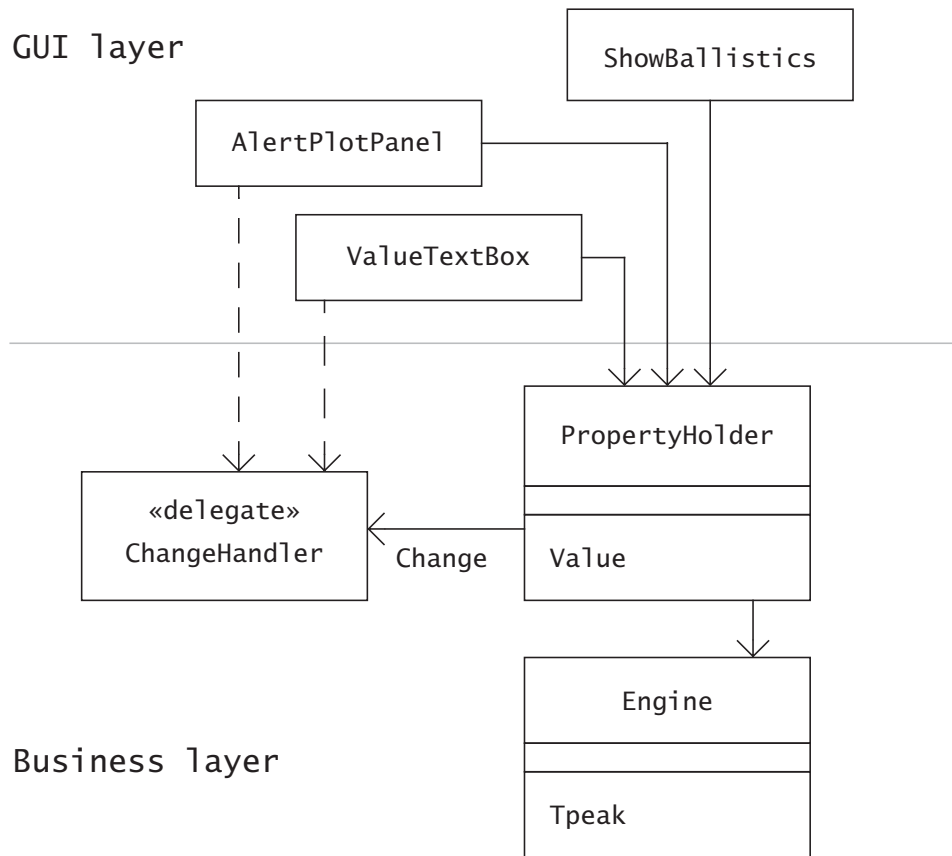 GUI layer
ShowBallistics
AlertPlotPanel
ValueTextBox
PropertyHolder
«delegate»
ChangeHandler
Change
Value
Engine
Business layer
Tpeak